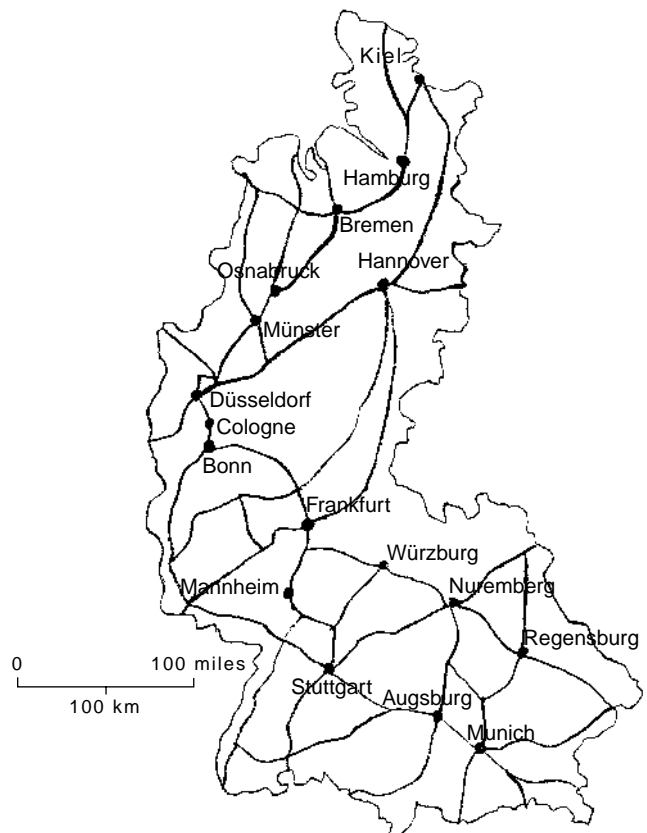 Kiel
Hamburg
Bremen
Hannover
Osnabruck
Münster
Düsseldorf
Cologne
Bonn
Frankfurt
Würzburg
Mannheim
Nuremberg
Regensburg
0 100 miles
100 km
Stuttgart
Augsburg
Munich